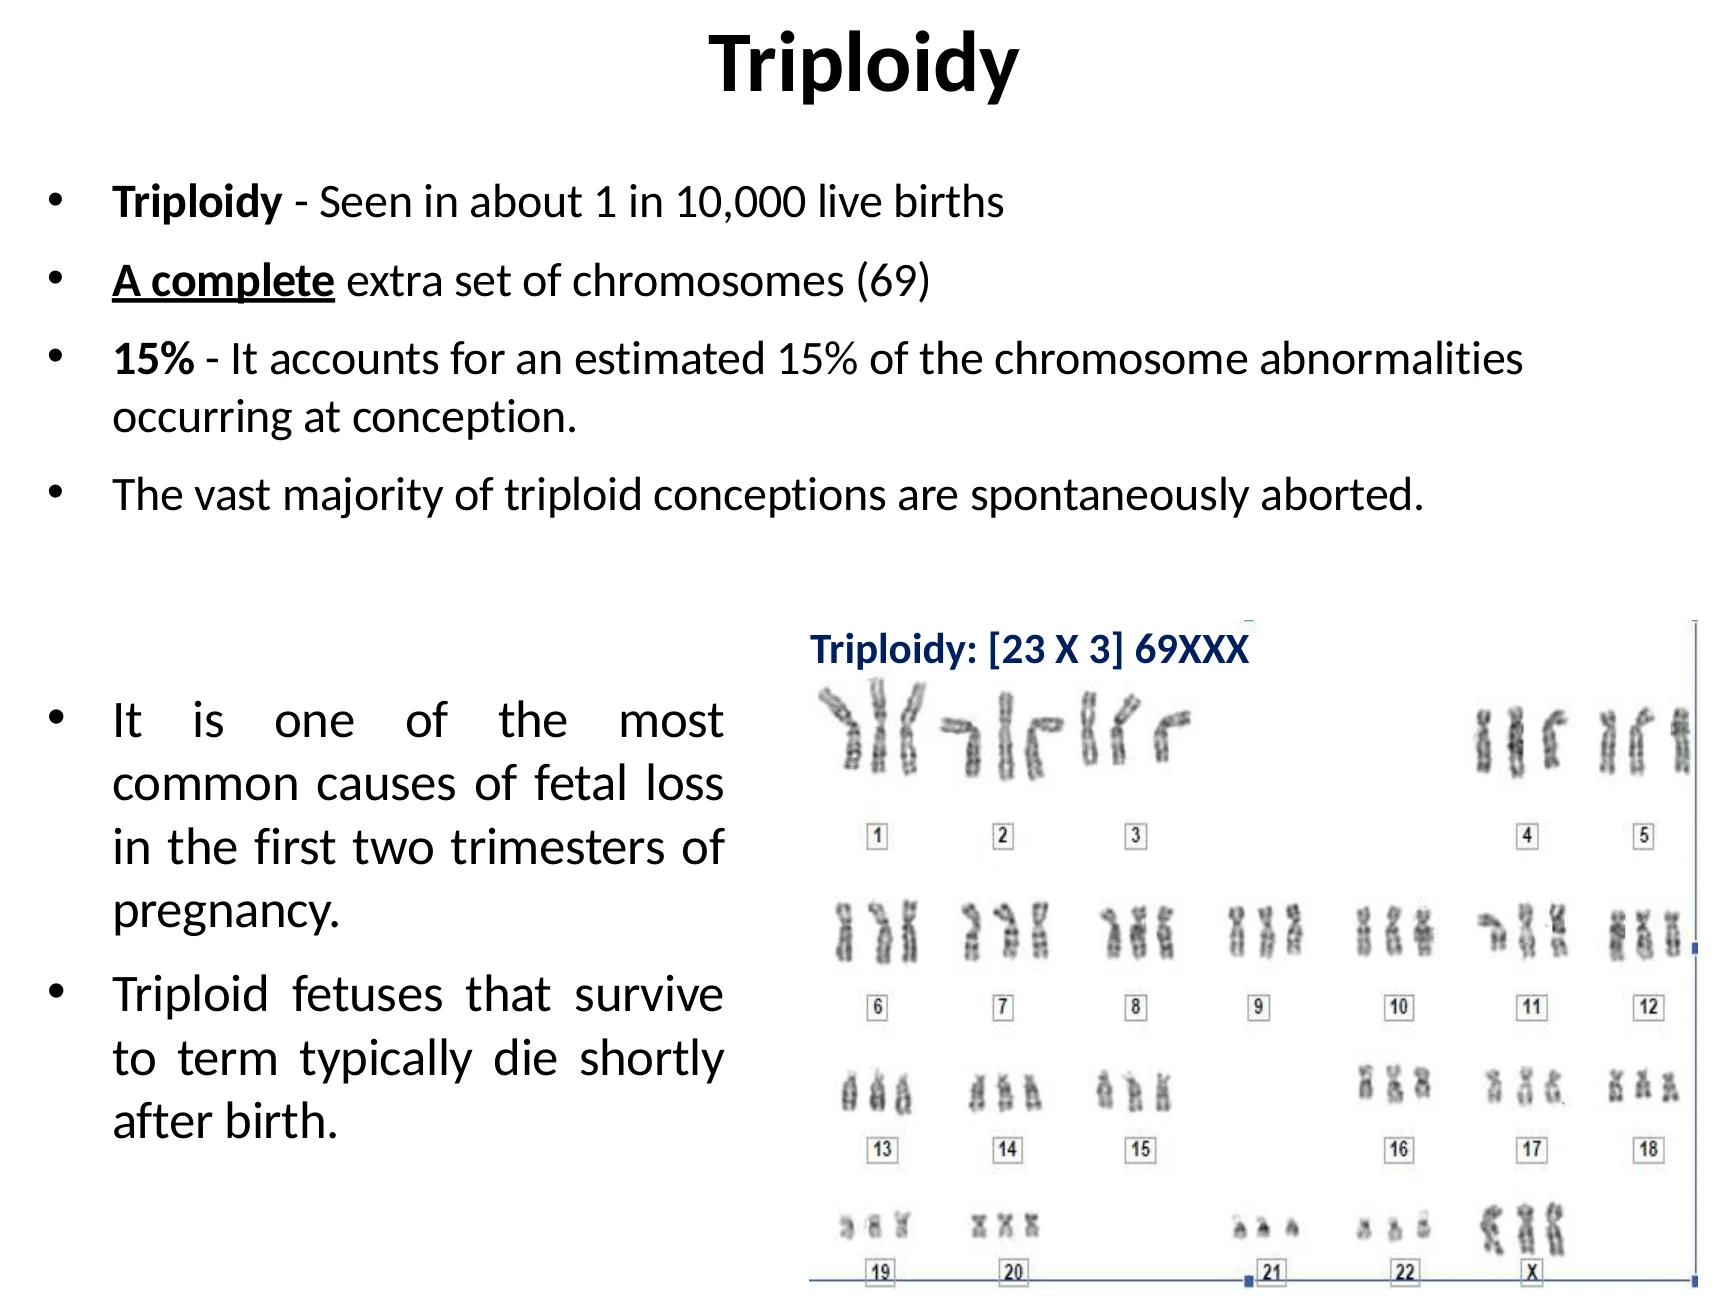 Triploidy
• Triploidy - Seen in about 1 in 10,000 live births
• A complete extra set of chromosomes (69)
• 15% - It accounts for an estimated 15% of the chromosome abnormalities
occurring at conception.
• The vast majority of triploid conceptions are spontaneously aborted.
• It is one of the most
common causes of fetal loss
in the first two trimesters of
pregnancy.
• Triploid fetuses that survive
to term typically die shortly
after birth.
Triploidy: [23 X 3] 69XXX
1 2 3 4 5
6 7 8 9 10 11 12
13 14 15 16 17 18
19 20 21 22 X